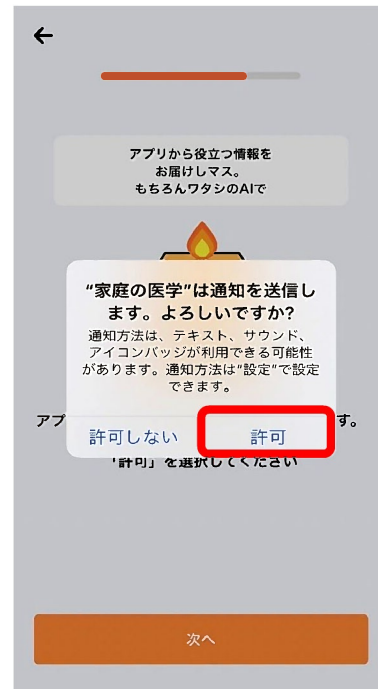 アプリから役立つ情報を
お届けしマス。
もちろんワタシのAIで
“家庭の医学”は通知を送信し
ます。よろしいですか?
通知方法は、テキスト、サウンド、
アイコンバッジが利用できる可能性
があります。通知方法は“設定”で設定
できます。
アプ
す。
許可しない
許可
「許可」を選択してください
次へ